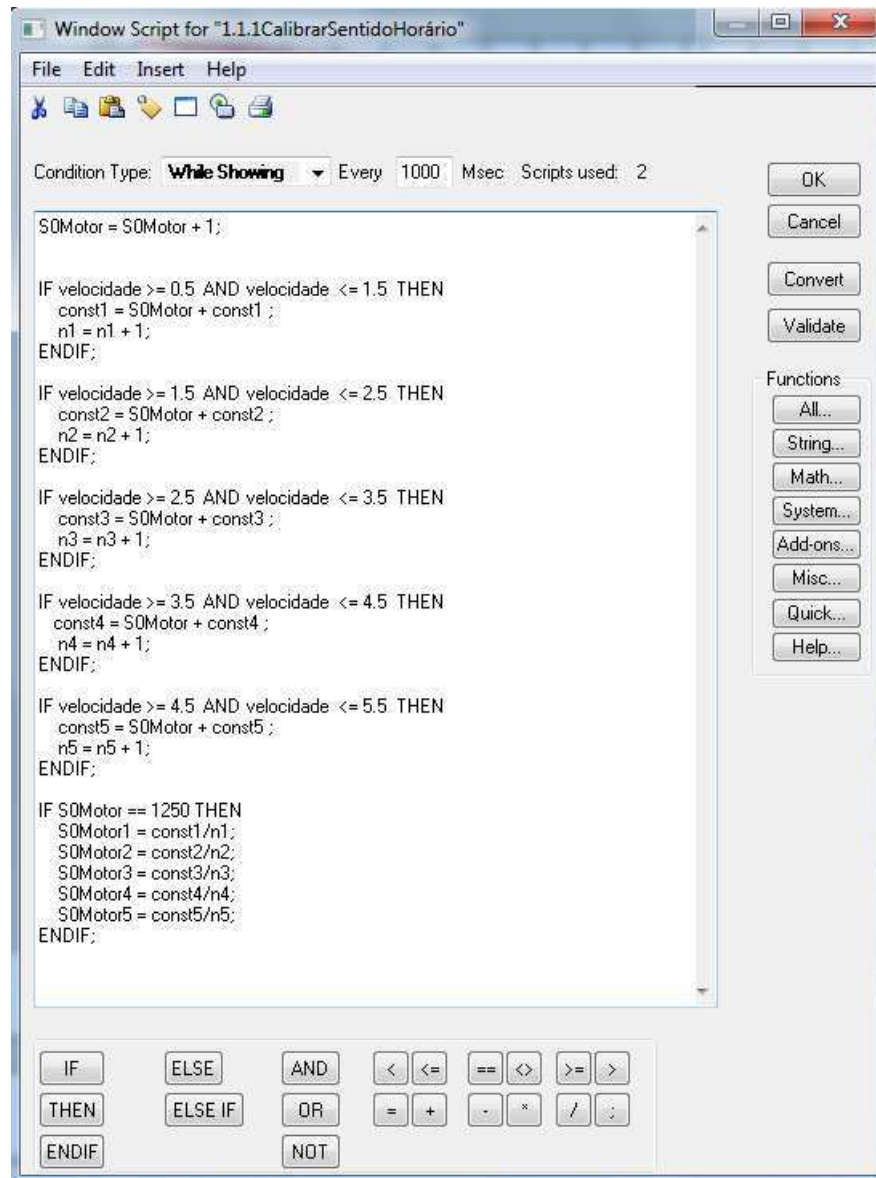 Window Script for "1.1.1CalibrarSentidoHorário"
File Edit Insert Help
Condition Type: While Showing Every 1000 Msec Scripts used: 2
OK
Cancel
Convert
Validate
Functions
All...
String...
Math...
System...
Add-ons...
Misc...
Quick...
Help...
S0Motor = S0Motor + 1;
IF velocidade >= 0.5 AND velocidade <= 1.5 THEN
const1 = S0Motor + const1 ;
n1 = n1 + 1;
ENDIF;
IF velocidade >= 1.5 AND velocidade <= 2.5 THEN
const2 = S0Motor + const2 ;
n2 = n2 + 1;
ENDIF;
IF velocidade >= 2.5 AND velocidade <= 3.5 THEN
const3 = S0Motor + const3 ;
n3 = n3 + 1;
ENDIF;
IF velocidade >= 3.5 AND velocidade <= 4.5 THEN
const4 = S0Motor + const4 ;
n4 = n4 + 1;
ENDIF;
IF velocidade >= 4.5 AND velocidade <= 5.5 THEN
const5 = S0Motor + const5 ;
n5 = n5 + 1;
ENDIF;
IF S0Motor == 1250 THEN
S0Motor1 = const1/n1;
S0Motor2 = const2/n2;
S0Motor3 = const3/n3;
S0Motor4 = const4/n4;
S0Motor5 = const5/n5;
ENDIF;
IF ELSE AND < <= == <> >= >
THEN ELSE IF OR = + - * / ;
ENDIF NOT